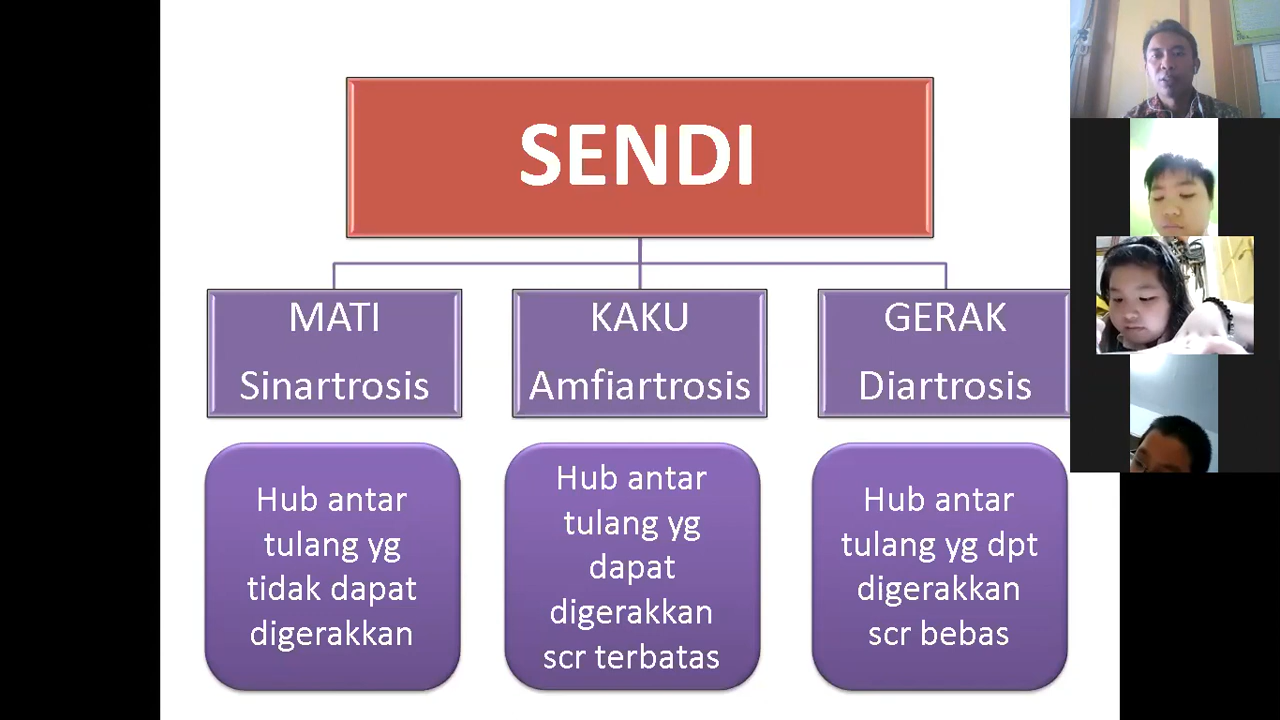 SENDI
MATI
Sinartrosis
KAKU
Amfiartrosis
GERAK
Diartrosis
Hub antar
tulang yg
tidak dapat
digerakkan
Hub antar
tulang yg
dapat
digerakkan
scr terbatas
Hub antar
tulang yg dpt
digerakkan
scr bebas